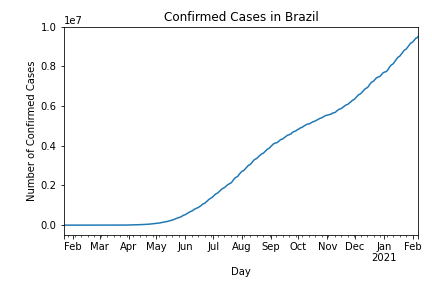 Confirmed Cases in Brazil
1e7
1.0
0.8
0.6
0.4
0.2
0.0
Number of Confirmed Cases
Feb Mar Apr May Jun Jul Aug Sep Oct Nov Dec Jan Feb
2021
Day